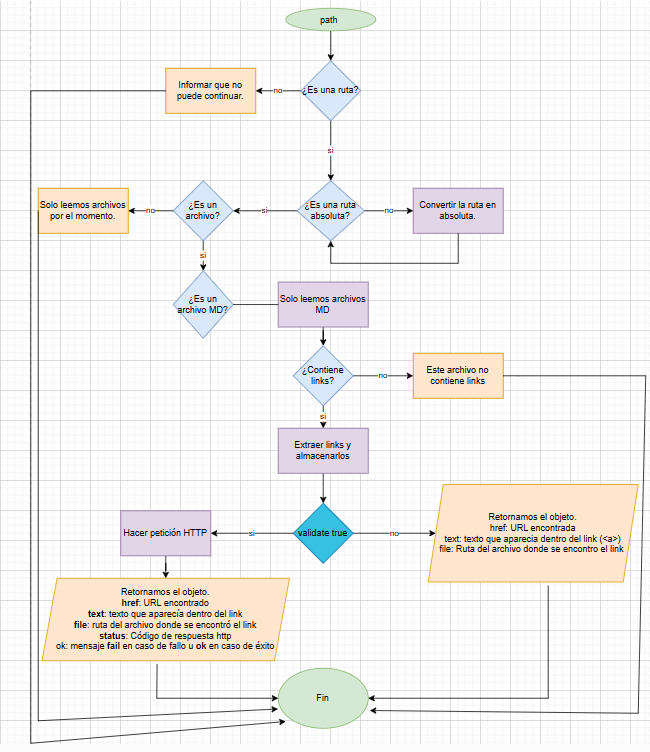 path
Informar que no
puede continuar.
no
¿Es una ruta?
si
Solo leemos archivos
por el momento.
no
¿Es un
archivo?
si
¿Es una ruta
absoluta?
no
Convertir la ruta en
absoluta.
si
¿Es un
archivo MD?
Solo leemos archivos
MD
¿Contiene
links?
no
Este archivo no
contiene links
si
Extraer links y
almacenarlos
Hacer petición HTTP
si
validate true
no
Retornamos el objeto.
href: URL encontrada
text: texto que aparecia dentro del link (<a>)
file: Ruta del archivo donde se encontro el link
Retornamos el objeto.
href: URL encontrado
text: texto que aparecía dentro del link
file: ruta del archivo donde se encontró el link
status: Código de respuesta http
ok: mensaje fail en caso de fallo u ok en caso de éxito
Fin